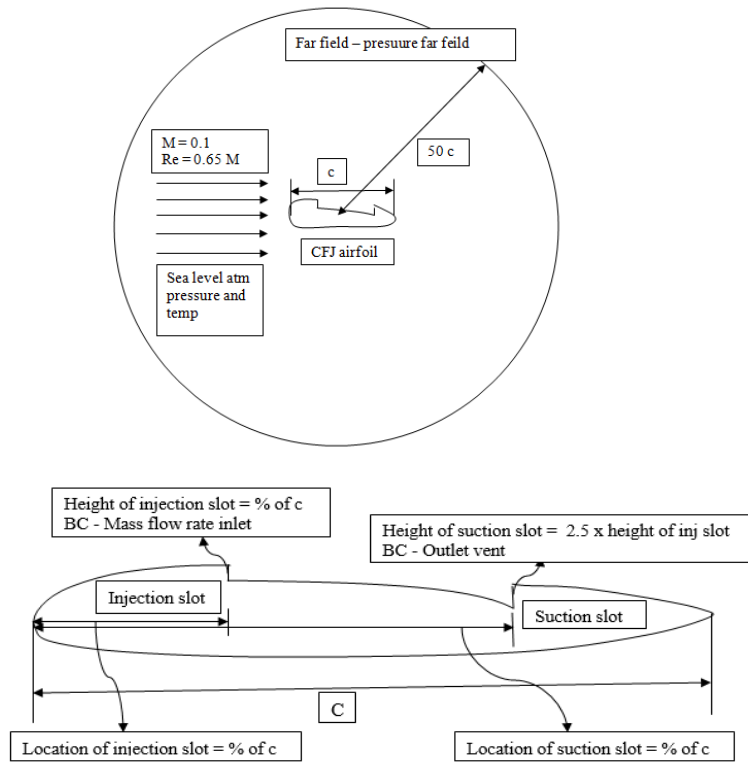 Far field – presuure far feild
M = 0.1
Re = 0.65 M
50 c
c
CFJ airfoil
Sea level atm
pressure and
temp
Height of injection slot = % of c
BC - Mass flow rate inlet
Height of suction slot = 2.5 x height of inj slot
BC - Outlet vent
Injection slot
Suction slot
C
Location of injection slot = % of c
Location of suction slot = % of c